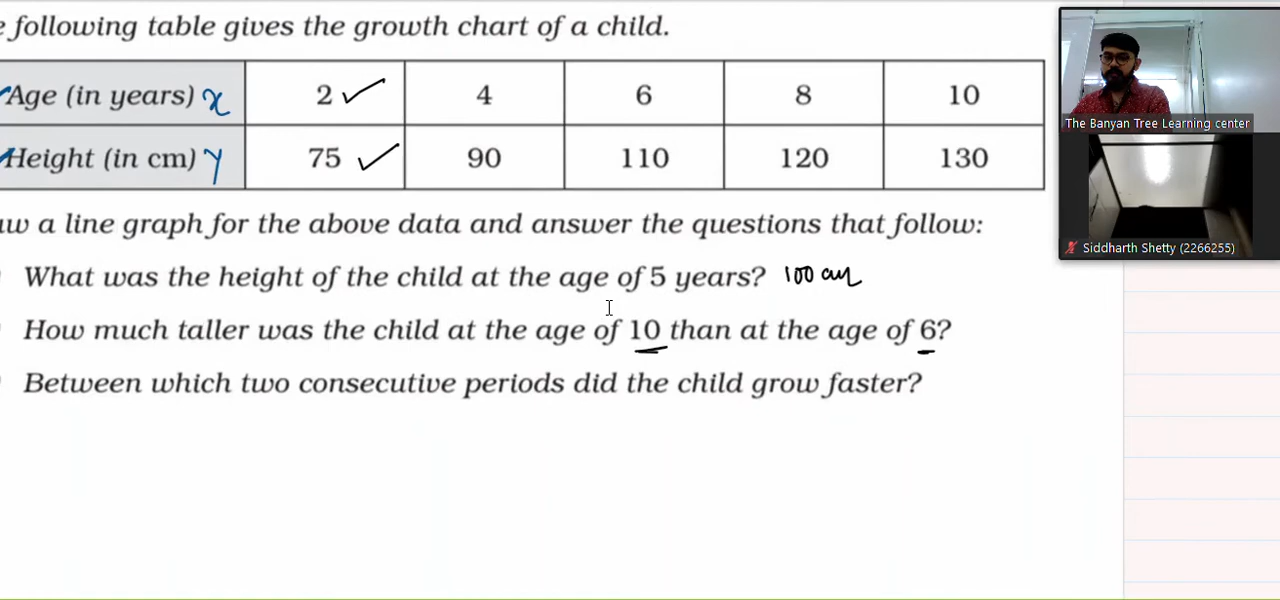 e following table gives the growth chart of a child.
Age (in years) x 2 4 6 8 10
Height (in cm) y 75 90 110 120 130
aw a line graph for the above data and answer the questions that follow:
What was the height of the child at the age of 5 years? 100 cm
How much taller was the child at the age of 10 than at the age of 6?
Between which two consecutive periods did the child grow faster?
The Banyan Tree Learning center
Siddharth Shetty (2266255)